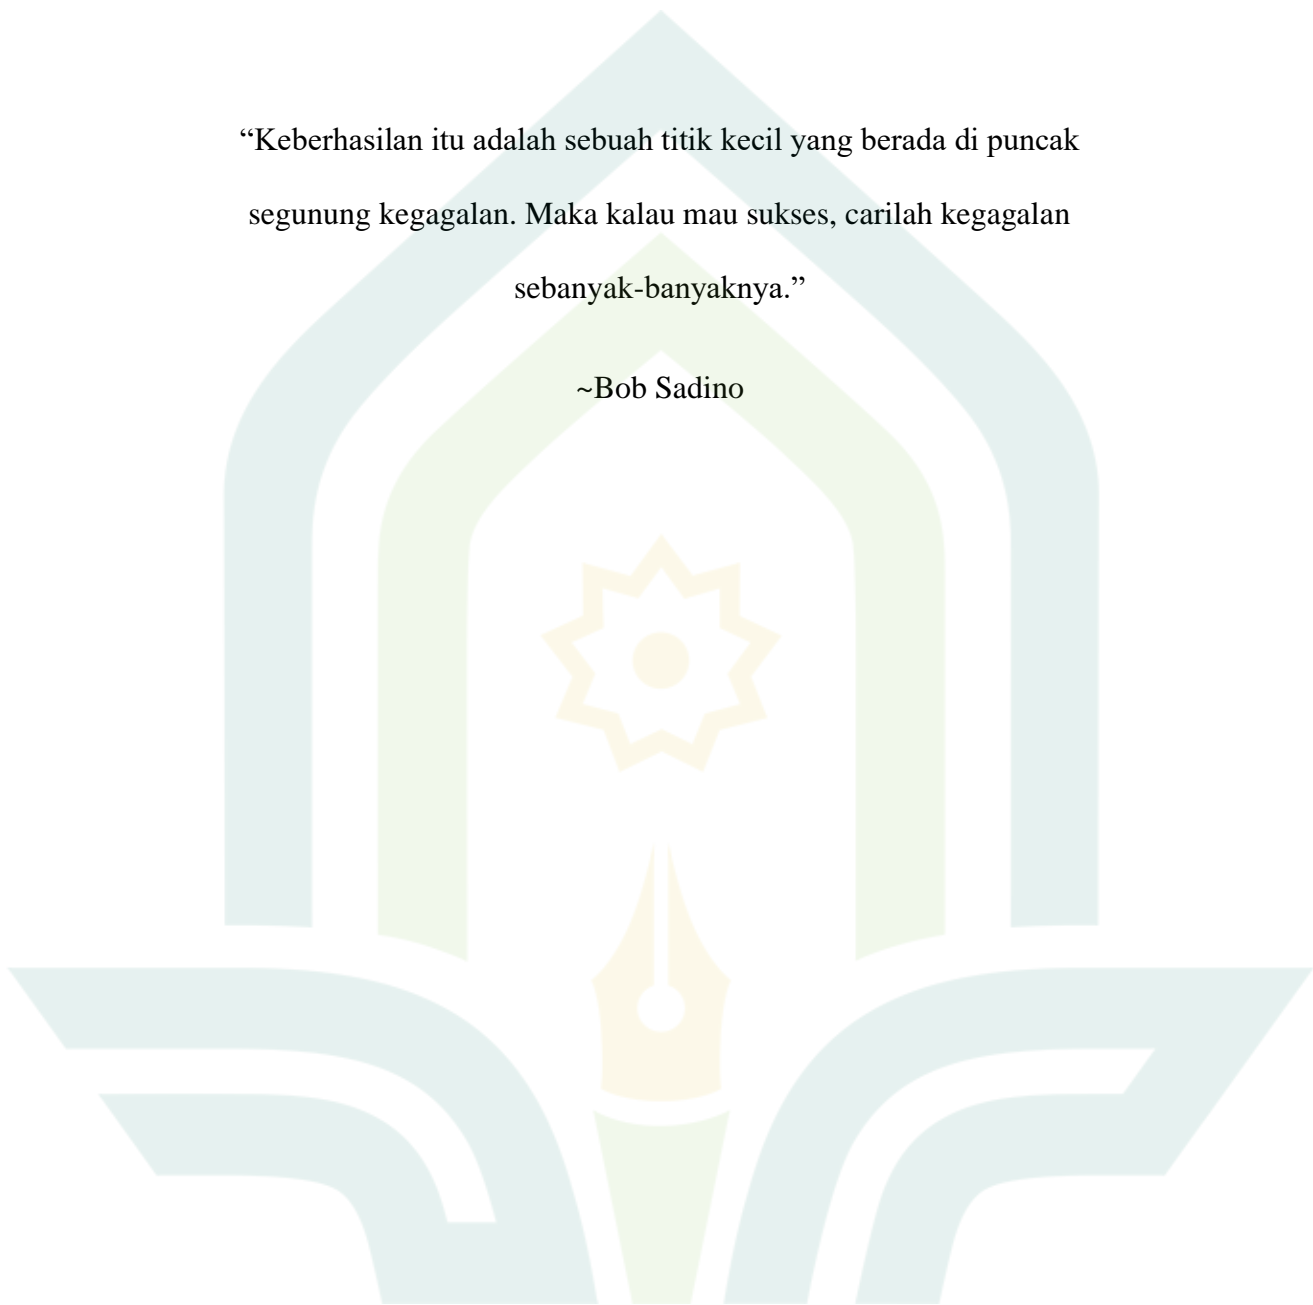 “Keberhasilan itu adalah sebuah titik kecil yang berada di puncak
segunung kegagalan. Maka kalau mau sukses, carilah kegagalan
sebanyak-banyaknya.”
~Bob Sadino